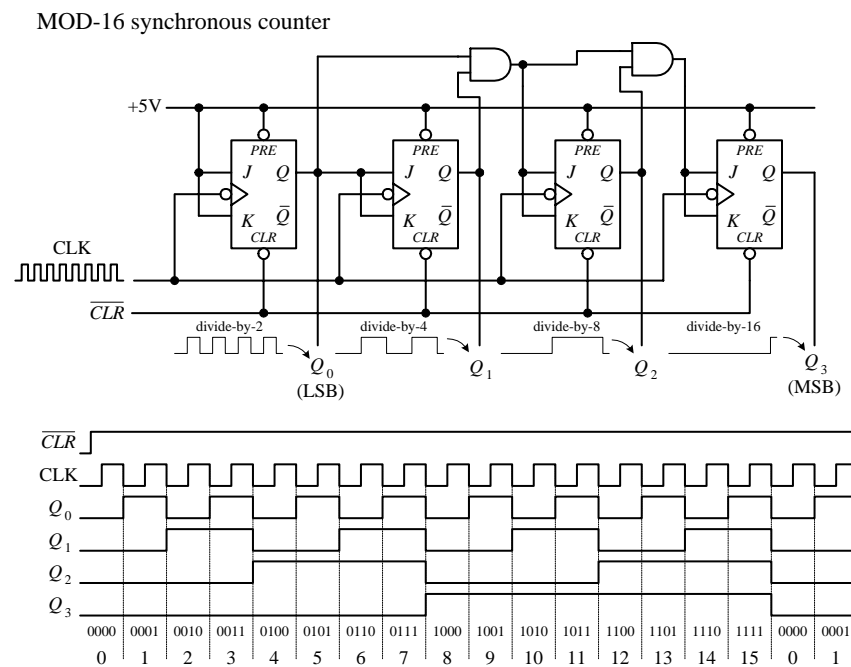 MOD-16 synchronous counter
+5V
PRE PRE PRE PRE
J Q J Q J Q J Q
K Q̅ K Q̅ K Q̅ K Q̅
CLR CLR CLR CLR
CLK
C̅L̅R̅
divide-by-2 divide-by-4 divide-by-8 divide-by-16
Q₀ Q₁ Q₂ Q₃
(LSB) (MSB)
C̅L̅R̅
CLK
Q₀
Q₁
Q₂
Q₃
0000 0001 0010 0011 0100 0101 0110 0111 1000 1001 1010 1011 1100 1101 1110 1111 0000 0001
0 1 2 3 4 5 6 7 8 9 10 11 12 13 14 15 0 1